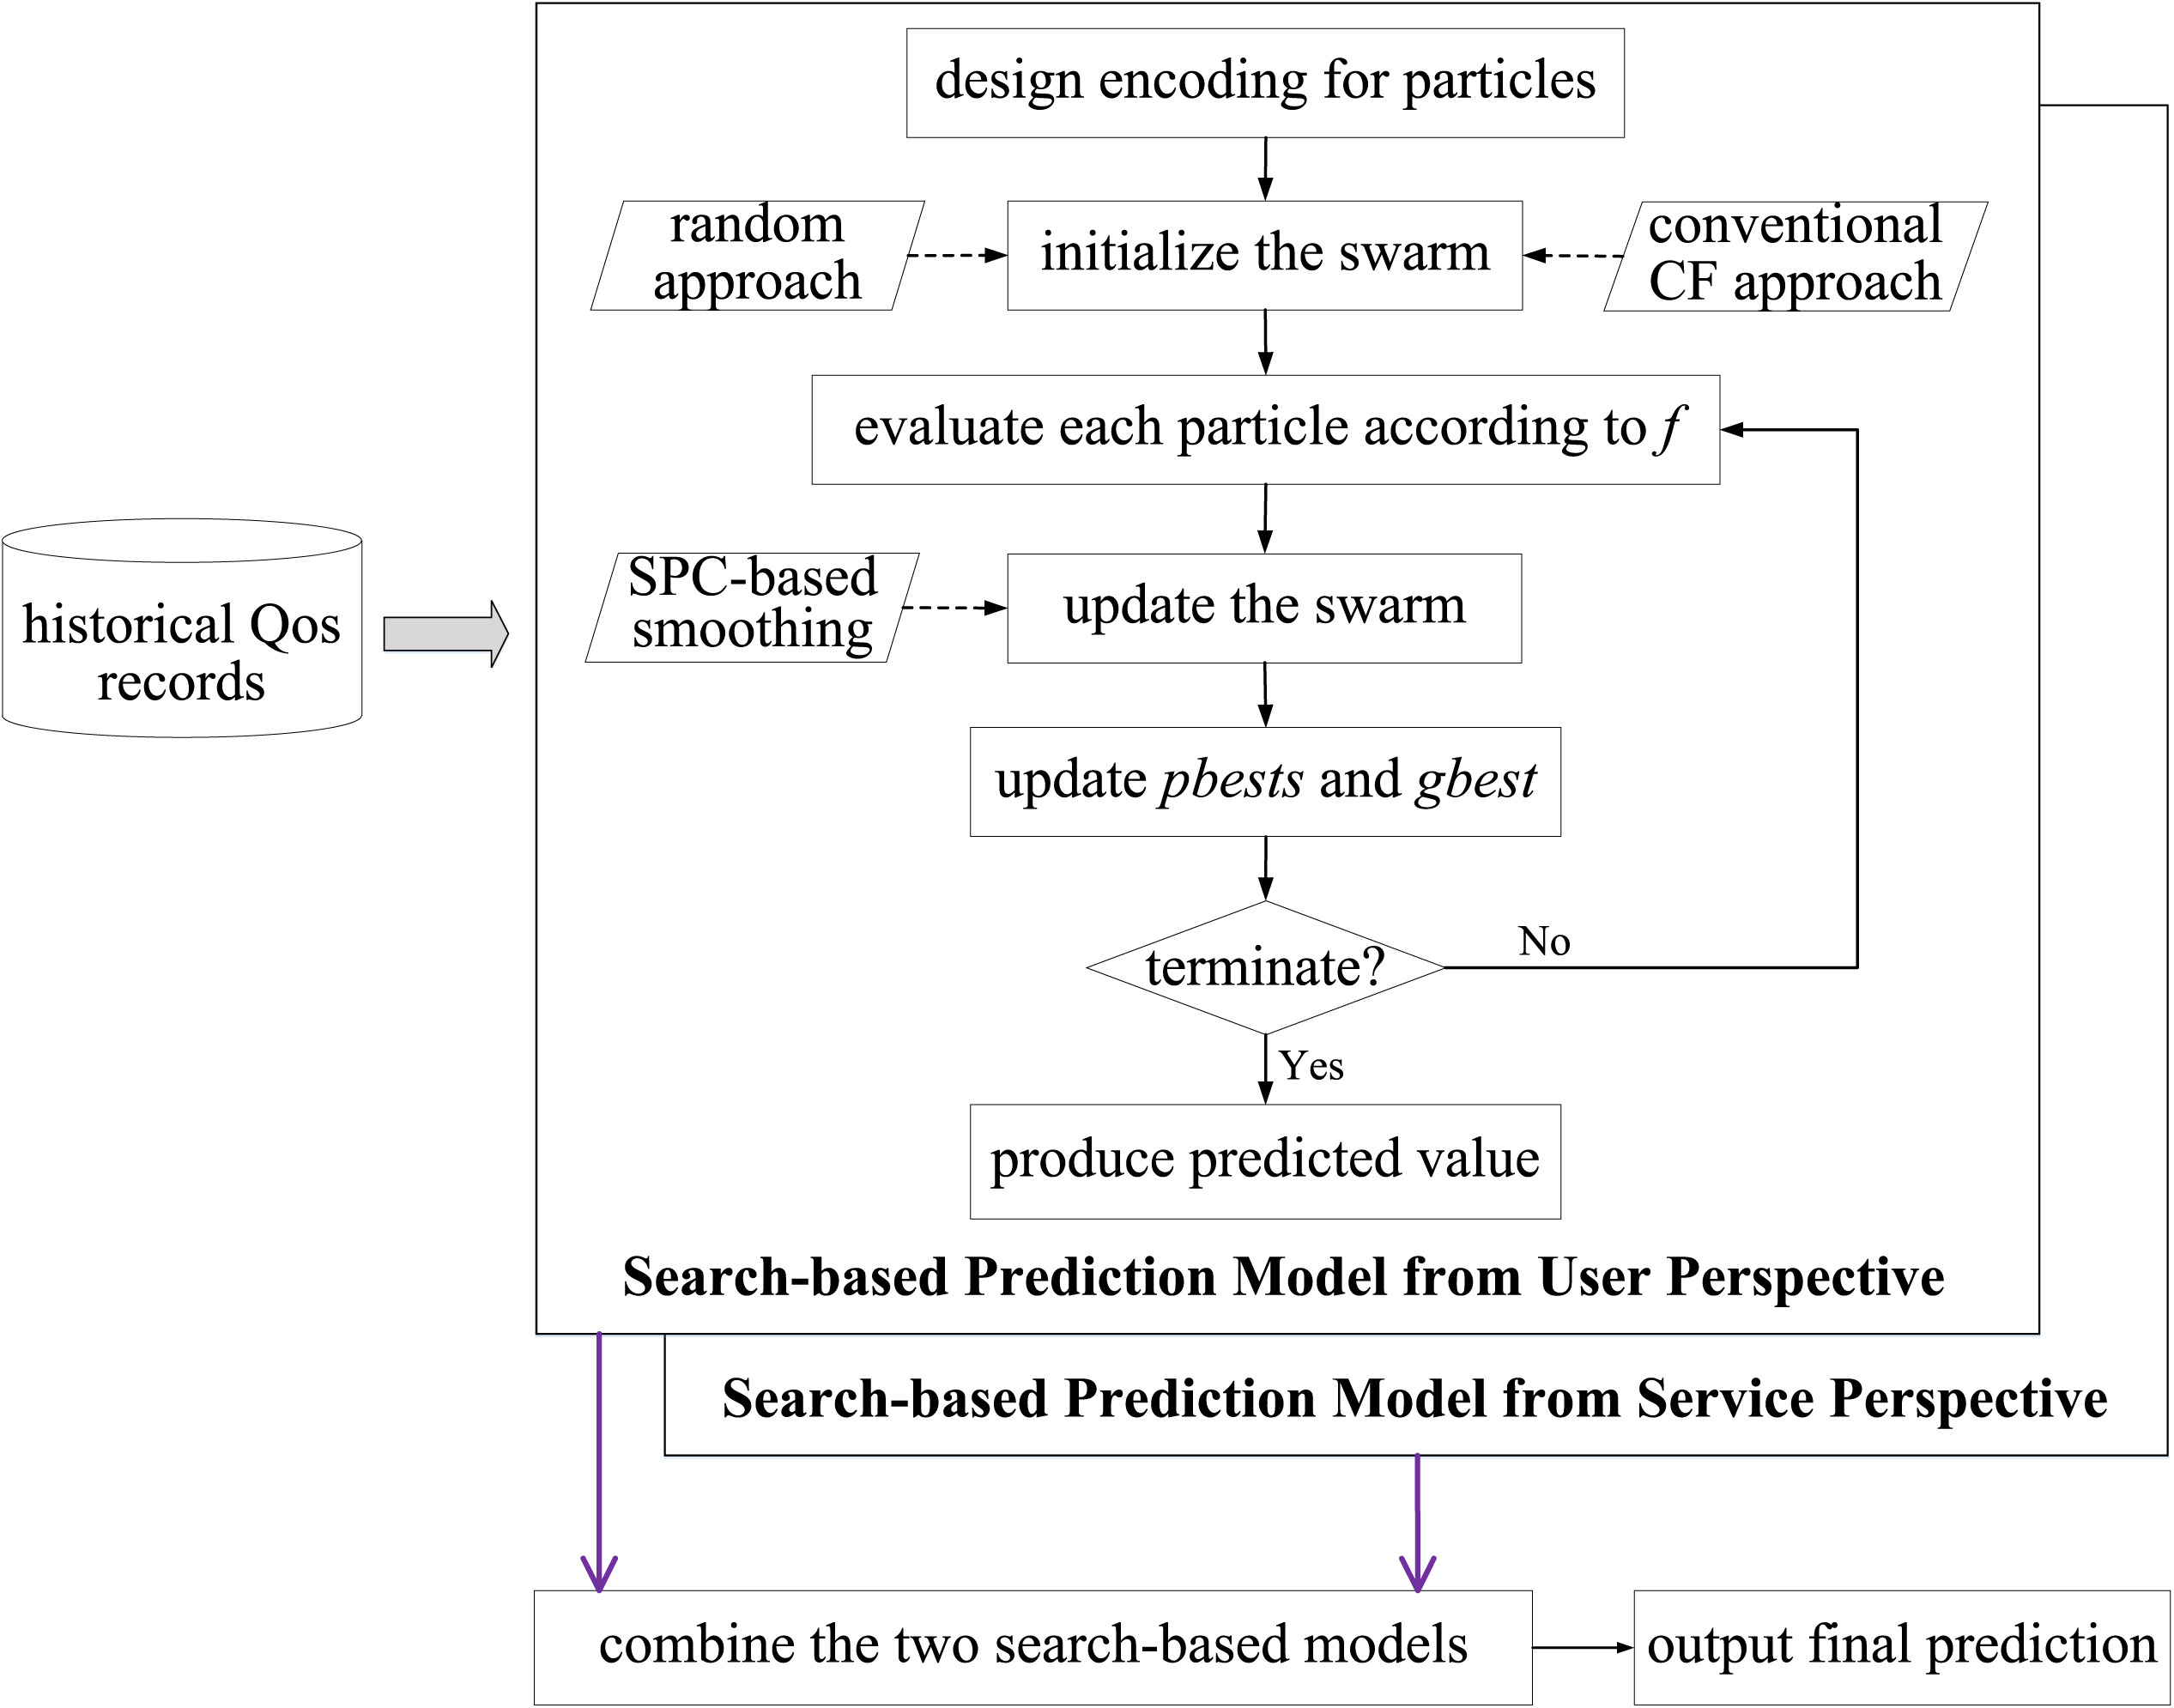 design encoding for particles
random
approach
initialize the swarm
conventional
CF approach
evaluate each particle according to f
historical Qos
records
SPC-based
smoothing
update the swarm
update pbests and gbest
terminate?
No
Yes
produce predicted value
Search-based Prediction Model from User Perspective
Search-based Prediction Model from Service Perspective
combine the two search-based models
output final prediction